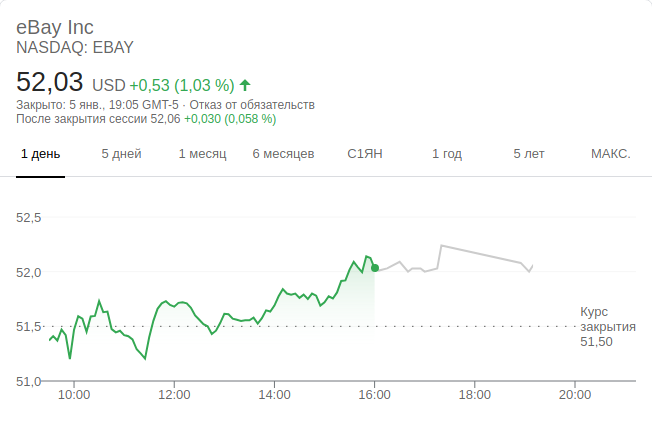 eBay Inc
NASDAQ: EBAY
52,03 USD +0,53 (1,03 %)
Закрыто: 5 янв., 19:05 GMT-5 · Отказ от обязательств
После закрытия сессии 52,06 +0,030 (0,058 %)
1 день 5 дней 1 месяц 6 месяцев С1ЯН 1 год 5 лет МАКС.
52,5
52,0
51,5
51,0
Курс
закрытия
51,50
10:00 12:00 14:00 16:00 18:00 20:00